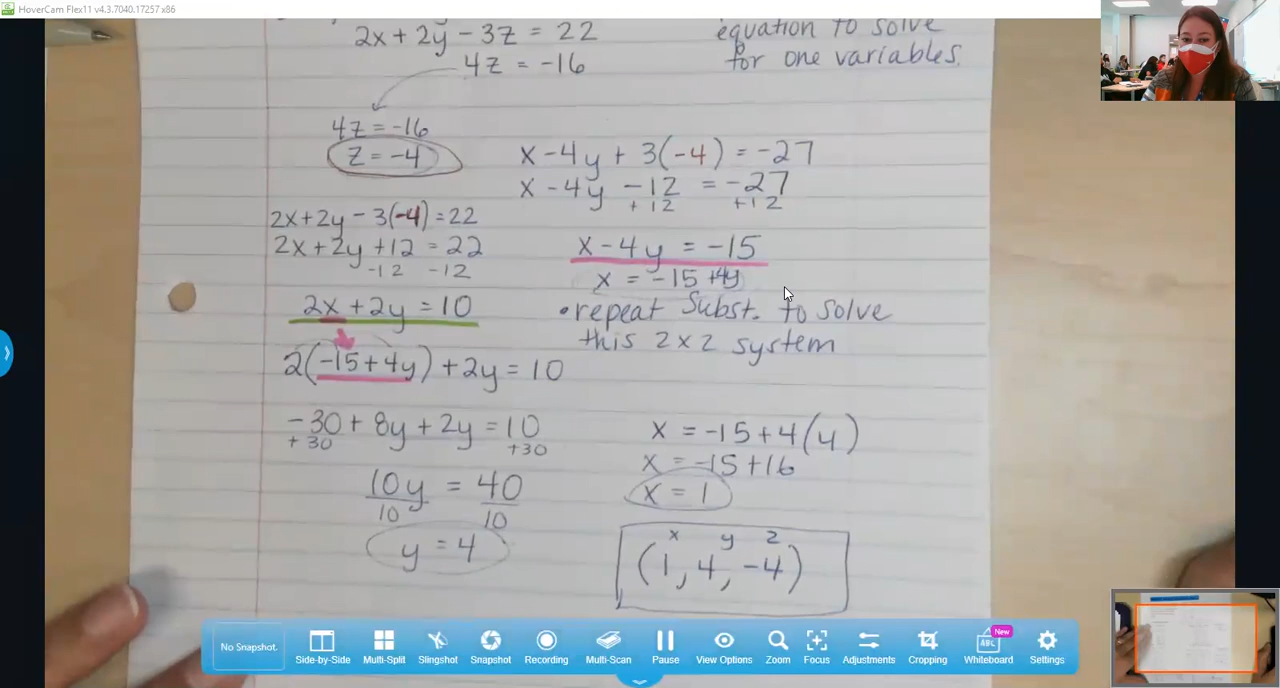 HoverCam Flex11 v4.3.7040.17257 x86
2x + 2y - 3z = 22
4z = -16
equation to solve
for one variables.
4z = -16
z = -4
x - 4y + 3(-4) = -27
x - 4y - 12 = -27
+12 +12
2x + 2y - 3(-4) = 22
2x + 2y + 12 = 22
-12 -12
x - 4y = -15
x = -15 + 4y
2x + 2y = 10
• repeat Subst. to solve
this 2x2 system
2(-15 + 4y) + 2y = 10
-30 + 8y + 2y = 10
+30 +30
10y = 40
10 10
y = 4
x = -15 + 4(4)
x = -15 + 16
x = 1
x y z
(1, 4, -4)
No Snapshot.
Side-by-Side
Multi-Split
Slingshot
Snapshot
Recording
Multi-Scan
Pause
View Options
Zoom
Focus
Adjustments
Cropping
ABC
New
Whiteboard
Settings